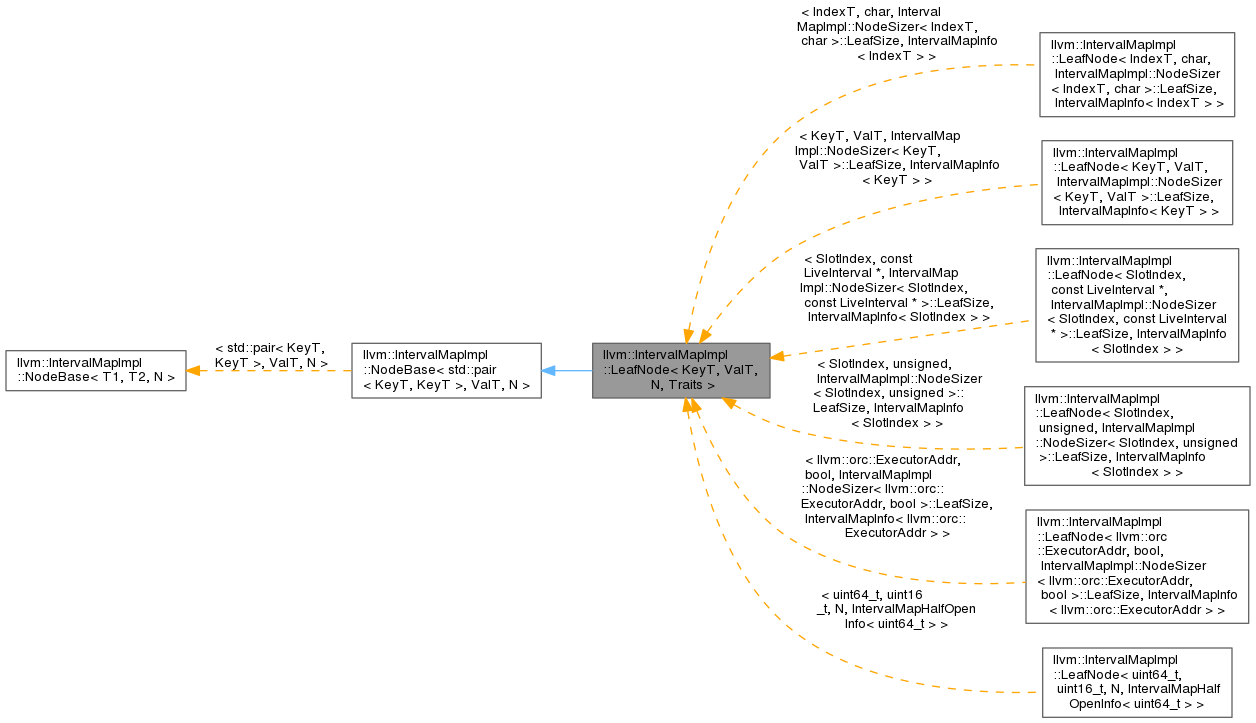 llvm::IntervalMapImpl
::NodeBase< T1, T2, N >
< std::pair< KeyT,
KeyT >, ValT, N >
llvm::IntervalMapImpl
::NodeBase< std::pair
< KeyT, KeyT >, ValT, N >
llvm::IntervalMapImpl
::LeafNode< KeyT, ValT,
N, Traits >
< IndexT, char, Interval
MapImpl::NodeSizer< IndexT,
char >::LeafSize, IntervalMapInfo
< IndexT > >
llvm::IntervalMapImpl
::LeafNode< IndexT, char,
IntervalMapImpl::NodeSizer
< IndexT, char >::LeafSize,
IntervalMapInfo< IndexT > >
< KeyT, ValT, IntervalMap
Impl::NodeSizer< KeyT,
ValT >::LeafSize, IntervalMapInfo
< KeyT > >
llvm::IntervalMapImpl
::LeafNode< KeyT, ValT,
IntervalMapImpl::NodeSizer
< KeyT, ValT >::LeafSize,
IntervalMapInfo< KeyT > >
< SlotIndex, const
LiveInterval *, IntervalMap
Impl::NodeSizer< SlotIndex,
const LiveInterval * >::LeafSize,
IntervalMapInfo< SlotIndex > >
llvm::IntervalMapImpl
::LeafNode< SlotIndex,
const LiveInterval *,
IntervalMapImpl::NodeSizer
< SlotIndex, const LiveInterval
* >::LeafSize, IntervalMapInfo
< SlotIndex > >
< SlotIndex, unsigned,
IntervalMapImpl::NodeSizer
< SlotIndex, unsigned >::
LeafSize, IntervalMapInfo
< SlotIndex > >
llvm::IntervalMapImpl
::LeafNode< SlotIndex,
unsigned, IntervalMapImpl
::NodeSizer< SlotIndex, unsigned
>::LeafSize, IntervalMapInfo
< SlotIndex > >
< llvm::orc::ExecutorAddr,
bool, IntervalMapImpl
::NodeSizer< llvm::orc::
ExecutorAddr, bool >::LeafSize,
IntervalMapInfo< llvm::orc::
ExecutorAddr > >
llvm::IntervalMapImpl
::LeafNode< llvm::orc
::ExecutorAddr, bool,
IntervalMapImpl::NodeSizer
< llvm::orc::ExecutorAddr,
bool >::LeafSize, IntervalMapInfo
< llvm::orc::ExecutorAddr > >
< uint64_t, uint16
_t, N, IntervalMapHalfOpen
Info< uint64_t > >
llvm::IntervalMapImpl
::LeafNode< uint64_t,
uint16_t, N, IntervalMapHalf
OpenInfo< uint64_t > >